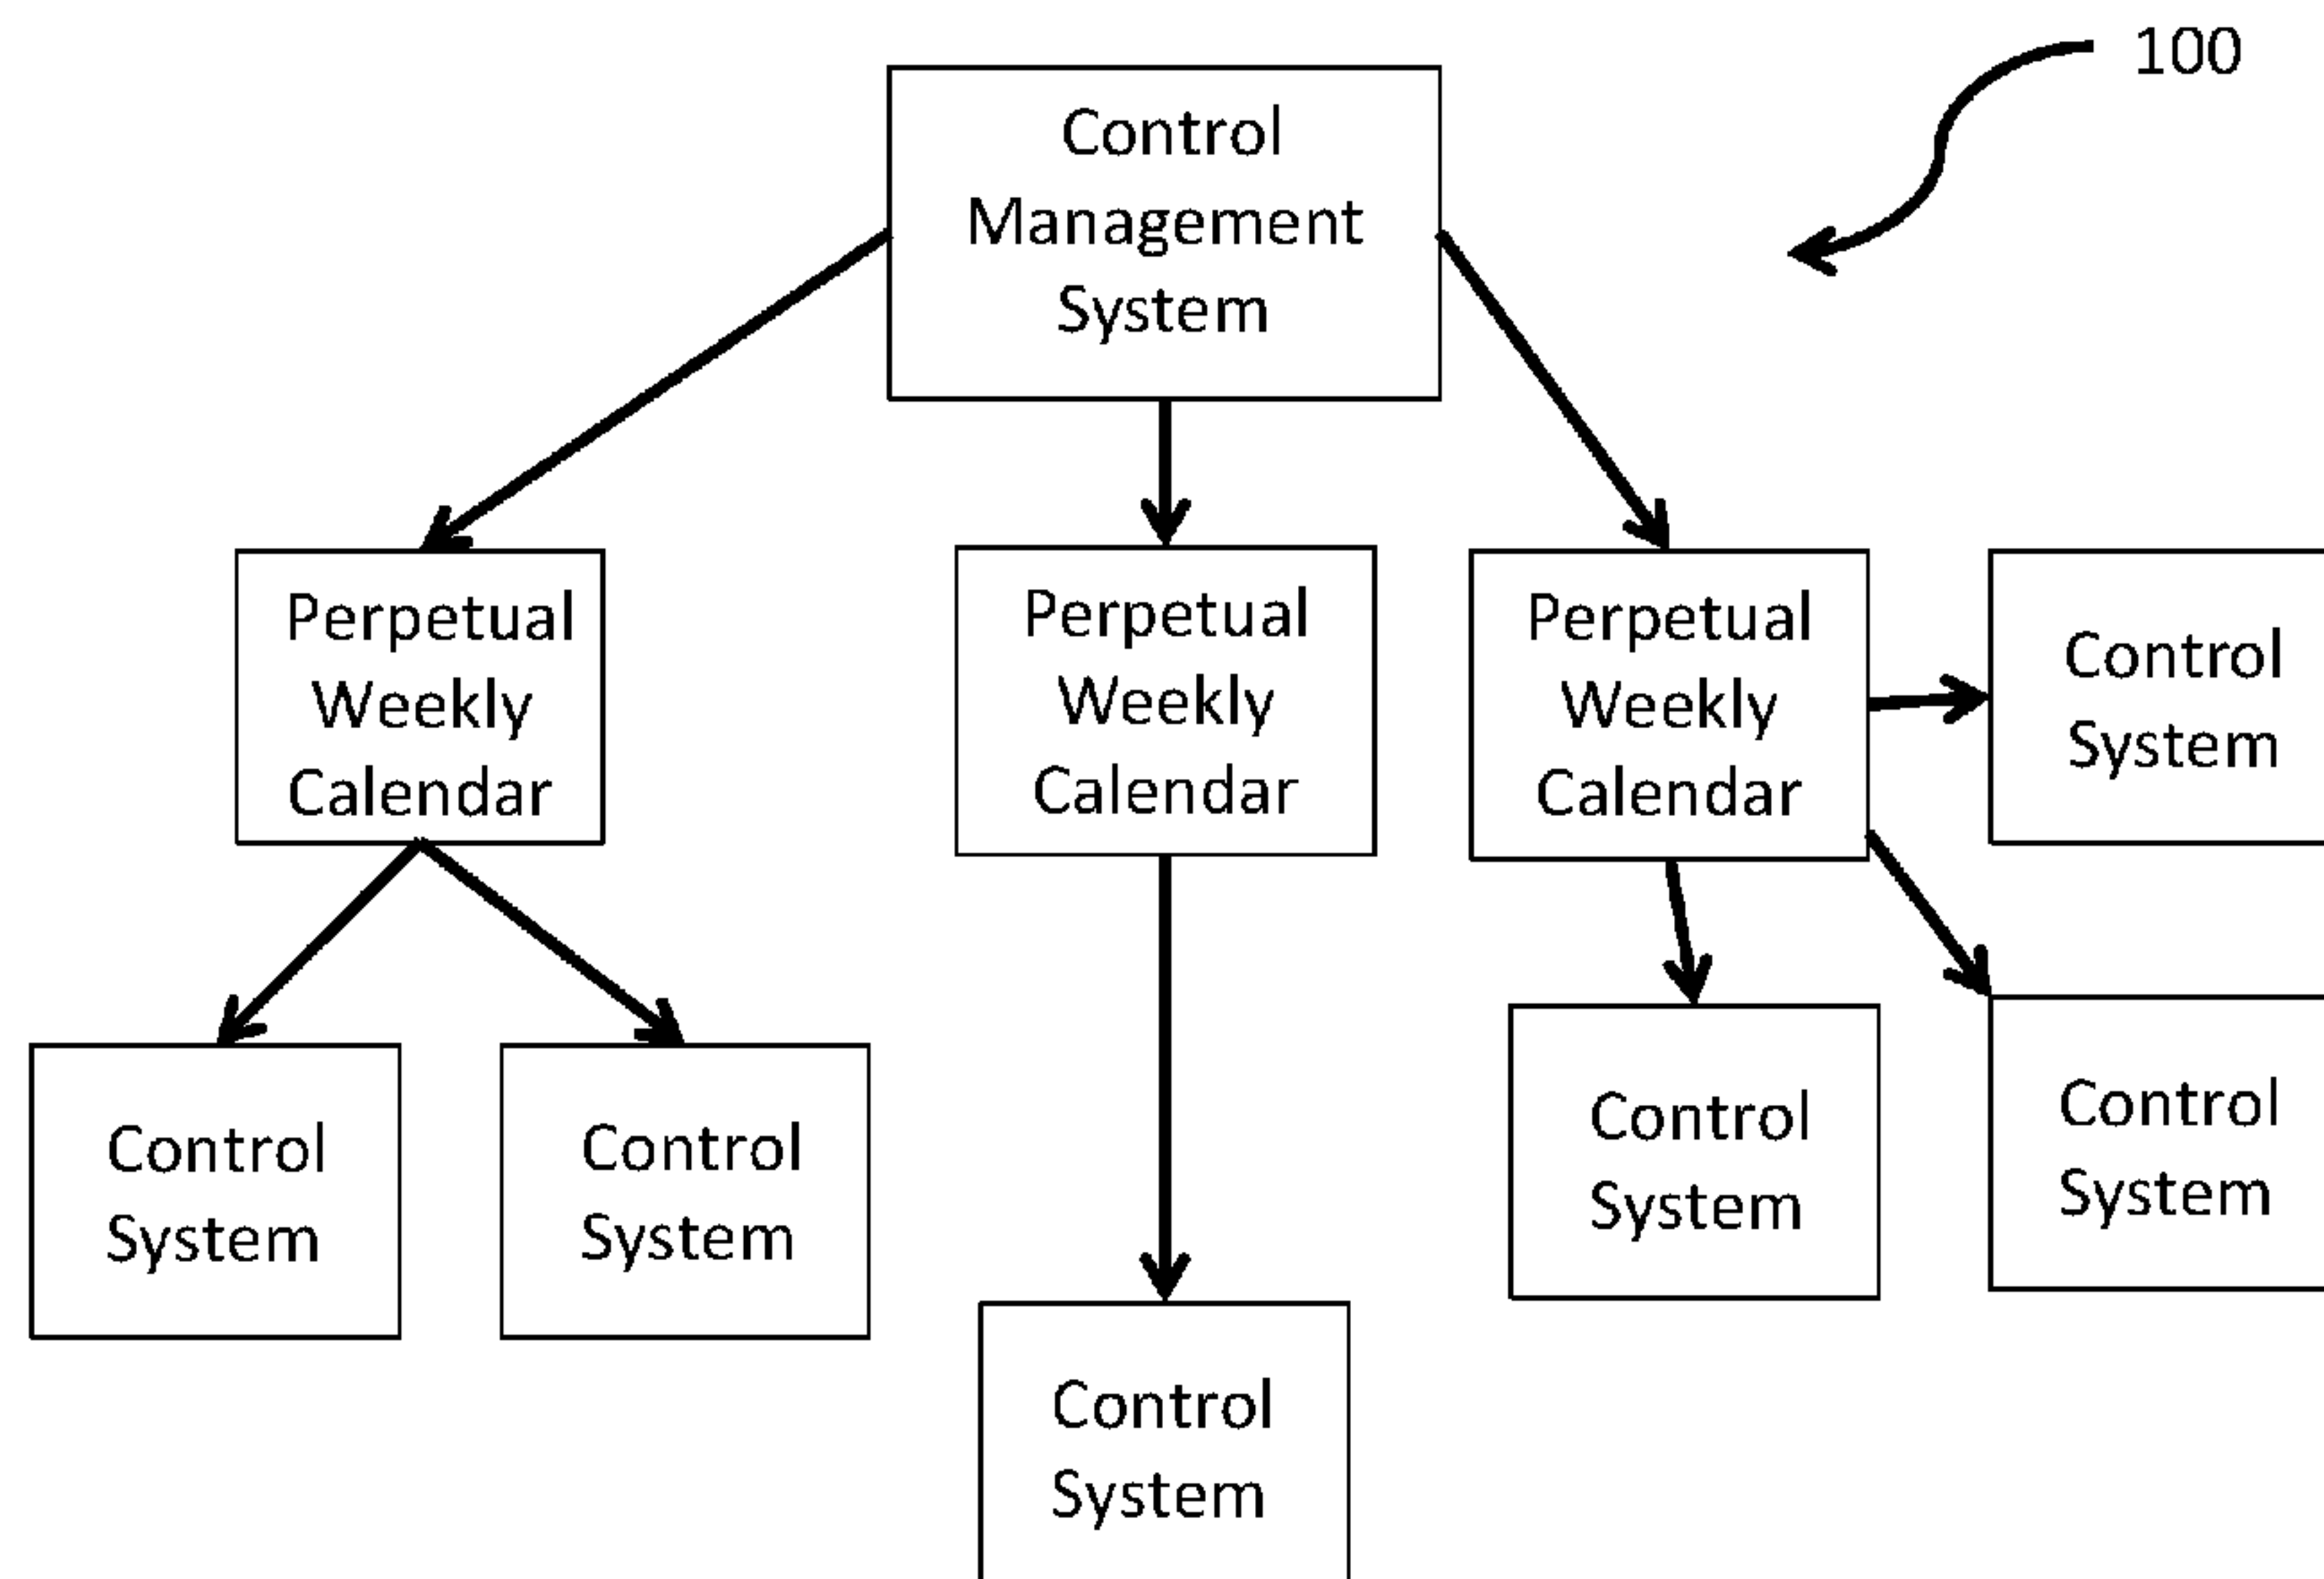 100
Control
Management
System
Perpetual
Weekly
Calendar
Perpetual
Weekly
Calendar
Perpetual
Weekly
Calendar
Control
System
Control
System
Control
System
Control
System
Control
System
Control
System